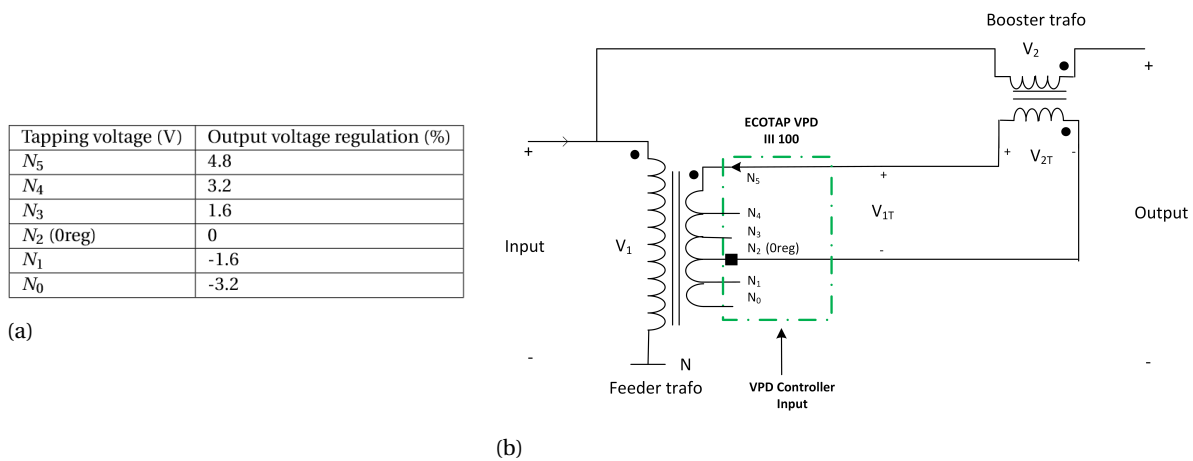 Tapping voltage (V) Output voltage regulation (%)
N₅ 4.8
N₄ 3.2
N₃ 1.6
N₂ (0reg) 0
N₁ -1.6
N₀ -3.2
(a)
Booster trafo
V₂
+
ECOTAP VPD
III 100
+
N₅
+
V₂T
-
+
N₄
V₁T
Output
N₃
Input
V₁
N₂ (0reg)
-
N₁
N₀
-
-
N
Feeder trafo
VPD Controller
Input
(b)